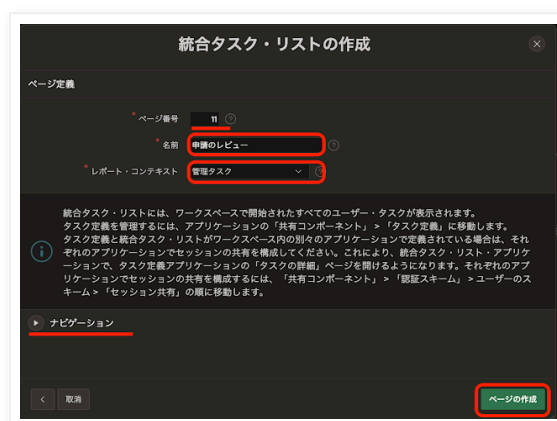 統合タスク・リストの作成
ページ定義
* ページ番号 11
* 名前 申請のレビュー
* レポート・コンテキスト 管理タスク
統合タスク・リストには、ワークスペースで開始されたすべてのユーザー・タスクが表示されます。
タスク定義を管理するには、アプリケーションの「共有コンポーネント」 > 「タスク定義」に移動します。
タスク定義と統合タスク・リストがワークスペース内の別々のアプリケーションで定義されている場合は、それ
ぞれのアプリケーションでセッションの共有を構成してください。これにより、統合タスク・リスト・アプリケ
ーションで、タスク定義アプリケーションの「タスクの詳細」ページを開けるようになります。それぞれのアプ
リケーションでセッションの共有を構成するには、「共有コンポーネント」 > 「認証スキーム」 > ユーザーのス
キーム > 「セッション共有」の順に移動します。
ナビゲーション
取消
ページの作成